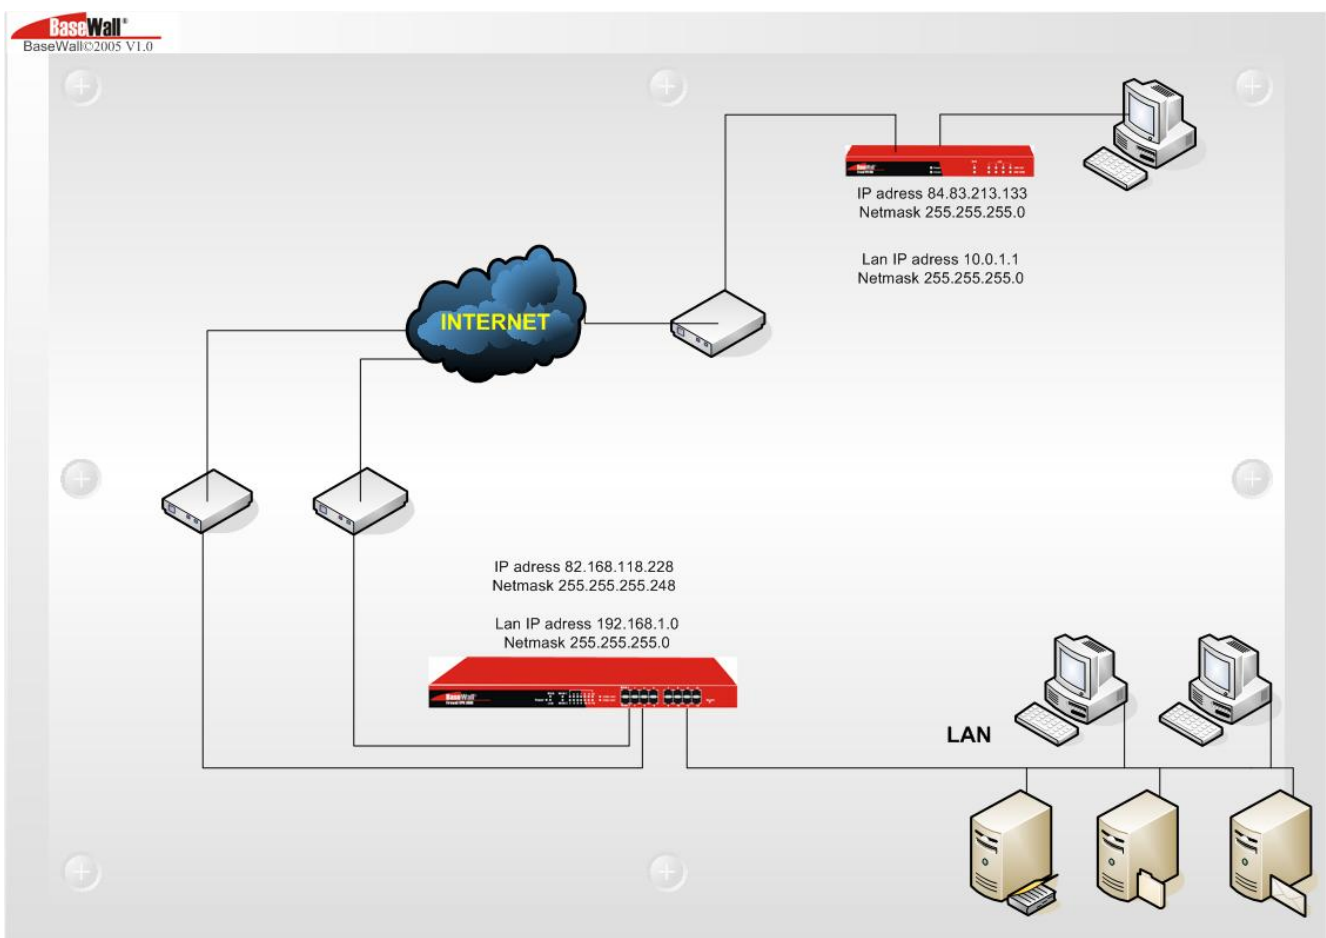 BaseWall®
BaseWall©2005 V1.0
BaseWall
IP adress 84.83.213.133
Netmask 255.255.255.0
Lan IP adress 10.0.1.1
Netmask 255.255.255.0
INTERNET
IP adress 82.168.118.228
Netmask 255.255.255.248
Lan IP adress 192.168.1.0
Netmask 255.255.255.0
BaseWall
LAN